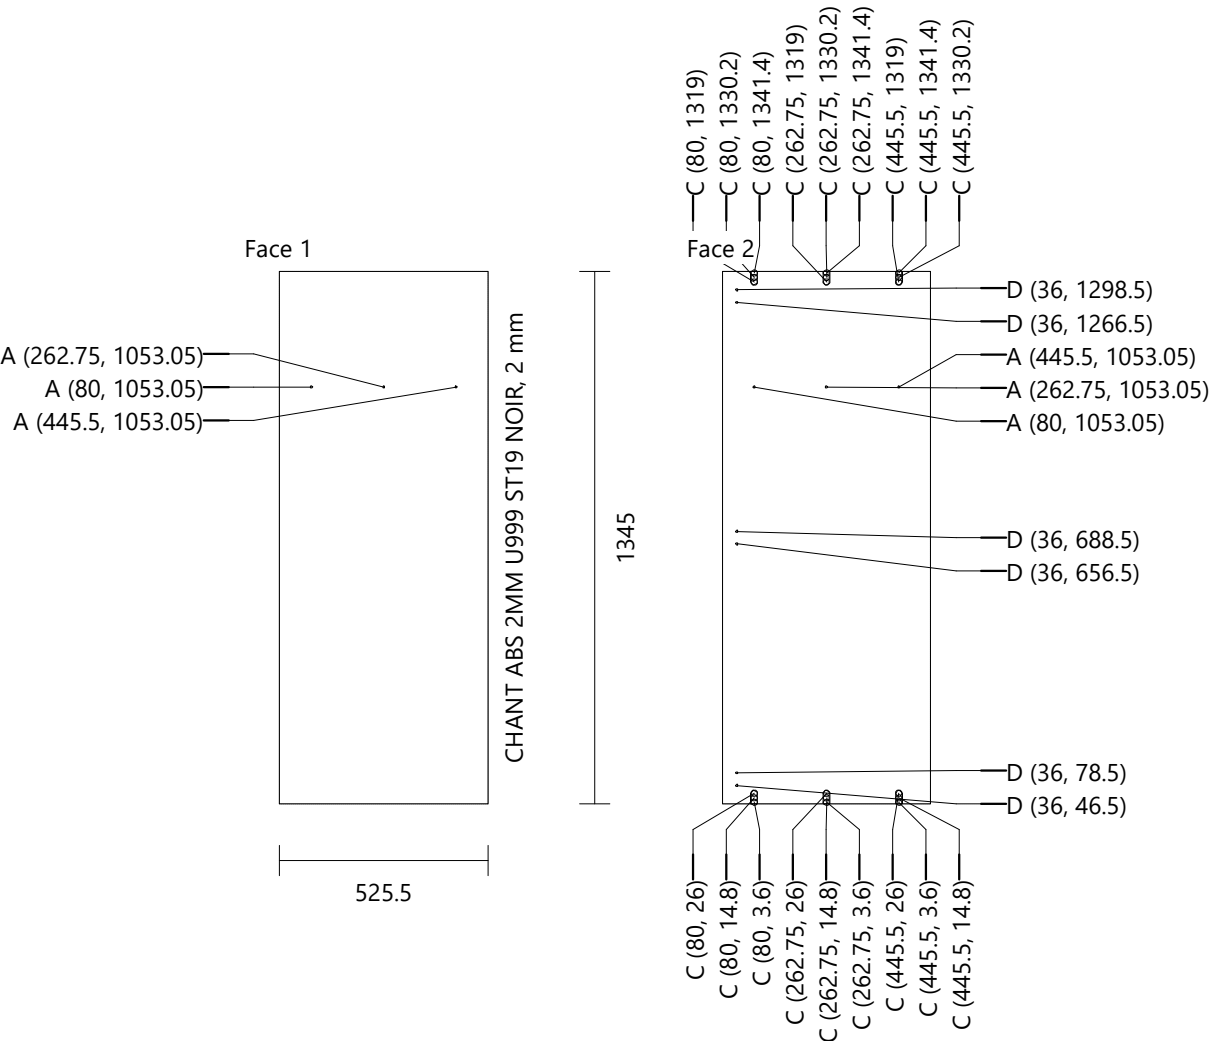 C (80, 1319)
C (80, 1330.2)
C (80, 1341.4)
C (262.75, 1319)
C (262.75, 1330.2)
C (262.75, 1341.4)
C (445.5, 1319)
C (445.5, 1341.4)
C (445.5, 1330.2)
Face 1
Face 2
A (262.75, 1053.05)
A (80, 1053.05)
A (445.5, 1053.05)
CHANT ABS 2MM U999 ST19 NOIR, 2 mm
1345
525.5
D (36, 1298.5)
D (36, 1266.5)
A (445.5, 1053.05)
A (262.75, 1053.05)
A (80, 1053.05)
D (36, 688.5)
D (36, 656.5)
D (36, 78.5)
D (36, 46.5)
C (80, 26)
C (80, 14.8)
C (80, 3.6)
C (262.75, 26)
C (262.75, 14.8)
C (262.75, 3.6)
C (445.5, 26)
C (445.5, 3.6)
C (445.5, 14.8)